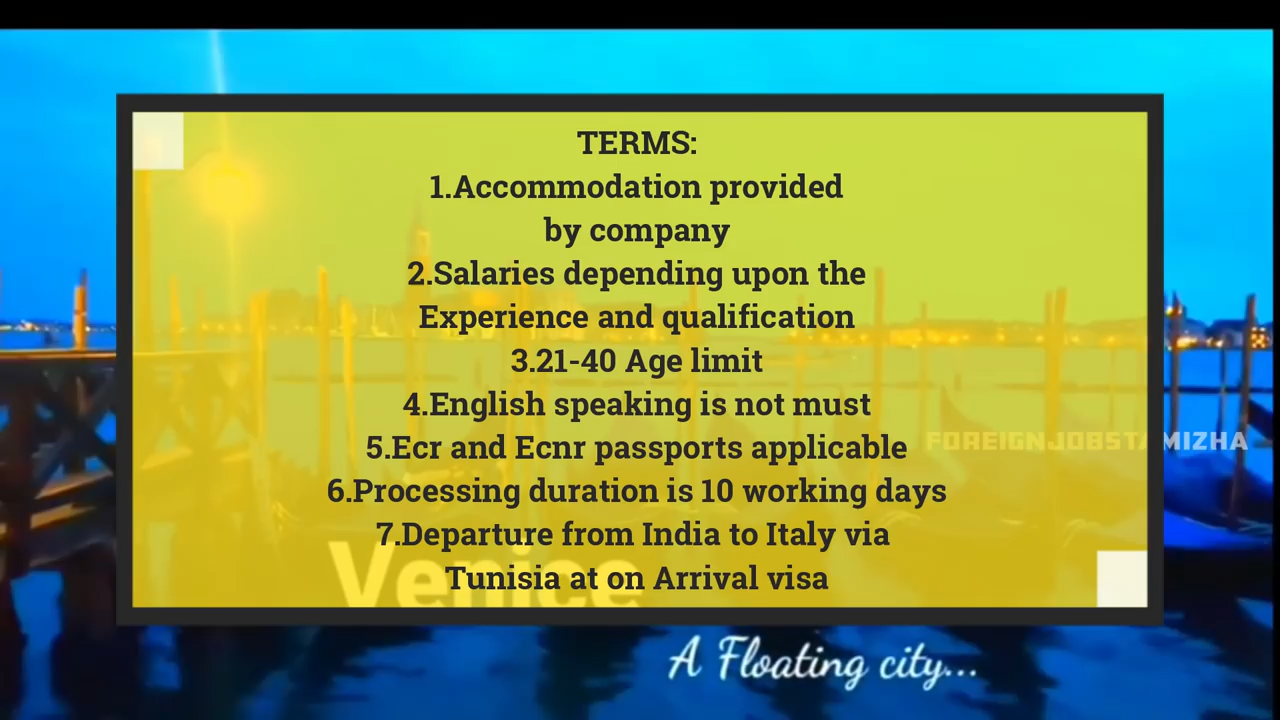 TERMS:
1.Accommodation provided
by company
2.Salaries depending upon the
Experience and qualification
3.21-40 Age limit
4.English speaking is not must
5.Ecr and Ecnr passports applicable
FOREIGNJOBSTAMIZHA
6.Processing duration is 10 working days
7.Departure from India to Italy via
Tunisia at on Arrival visa
Venice
A Floating city...